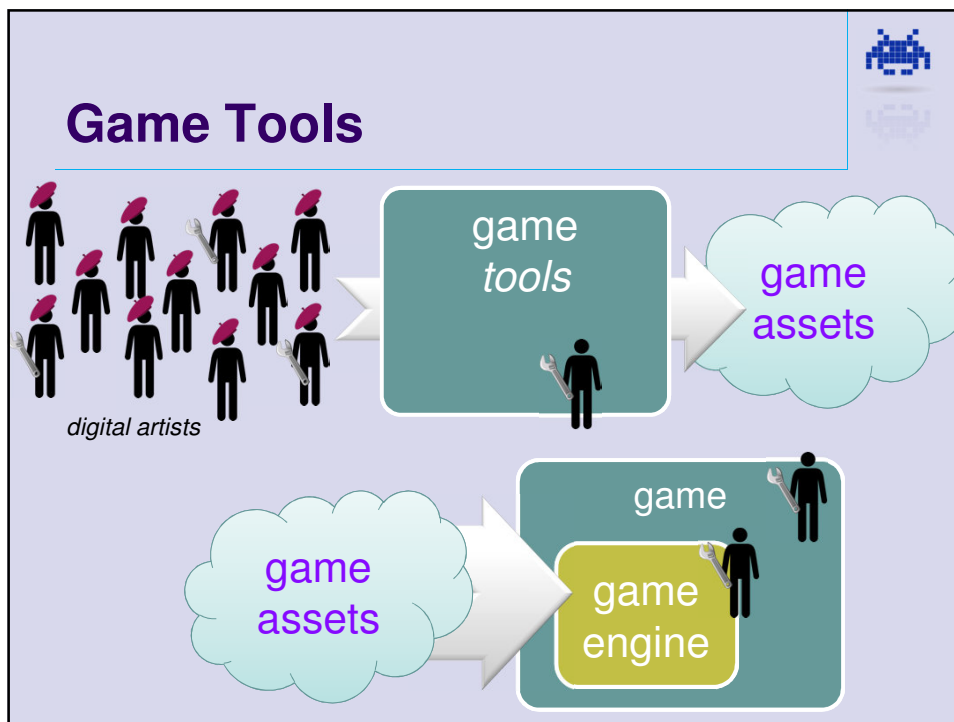 Game Tools
game
tools
game
assets
digital artists
game
game
assets
game
engine